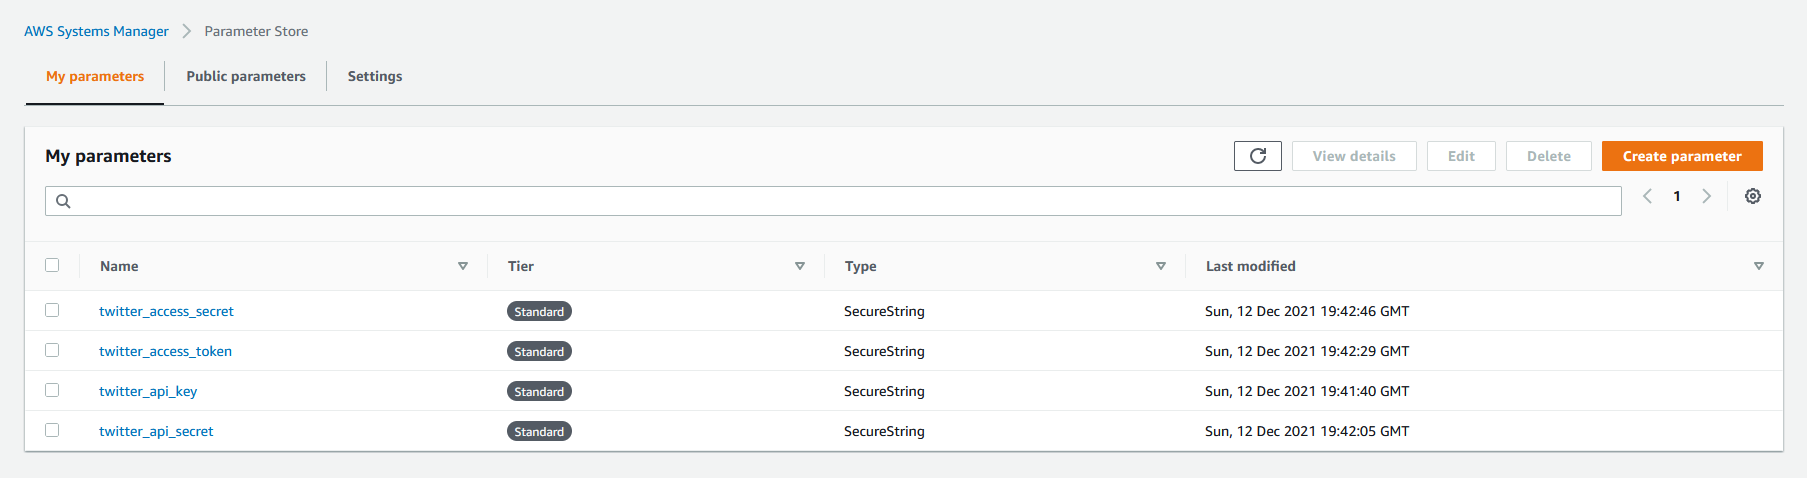 AWS Systems Manager > Parameter Store
My parameters Public parameters Settings
My parameters View details Edit Delete Create parameter
1
Name Tier Type Last modified
twitter_access_secret Standard SecureString Sun, 12 Dec 2021 19:42:46 GMT
twitter_access_token Standard SecureString Sun, 12 Dec 2021 19:42:29 GMT
twitter_api_key Standard SecureString Sun, 12 Dec 2021 19:41:40 GMT
twitter_api_secret Standard SecureString Sun, 12 Dec 2021 19:42:05 GMT